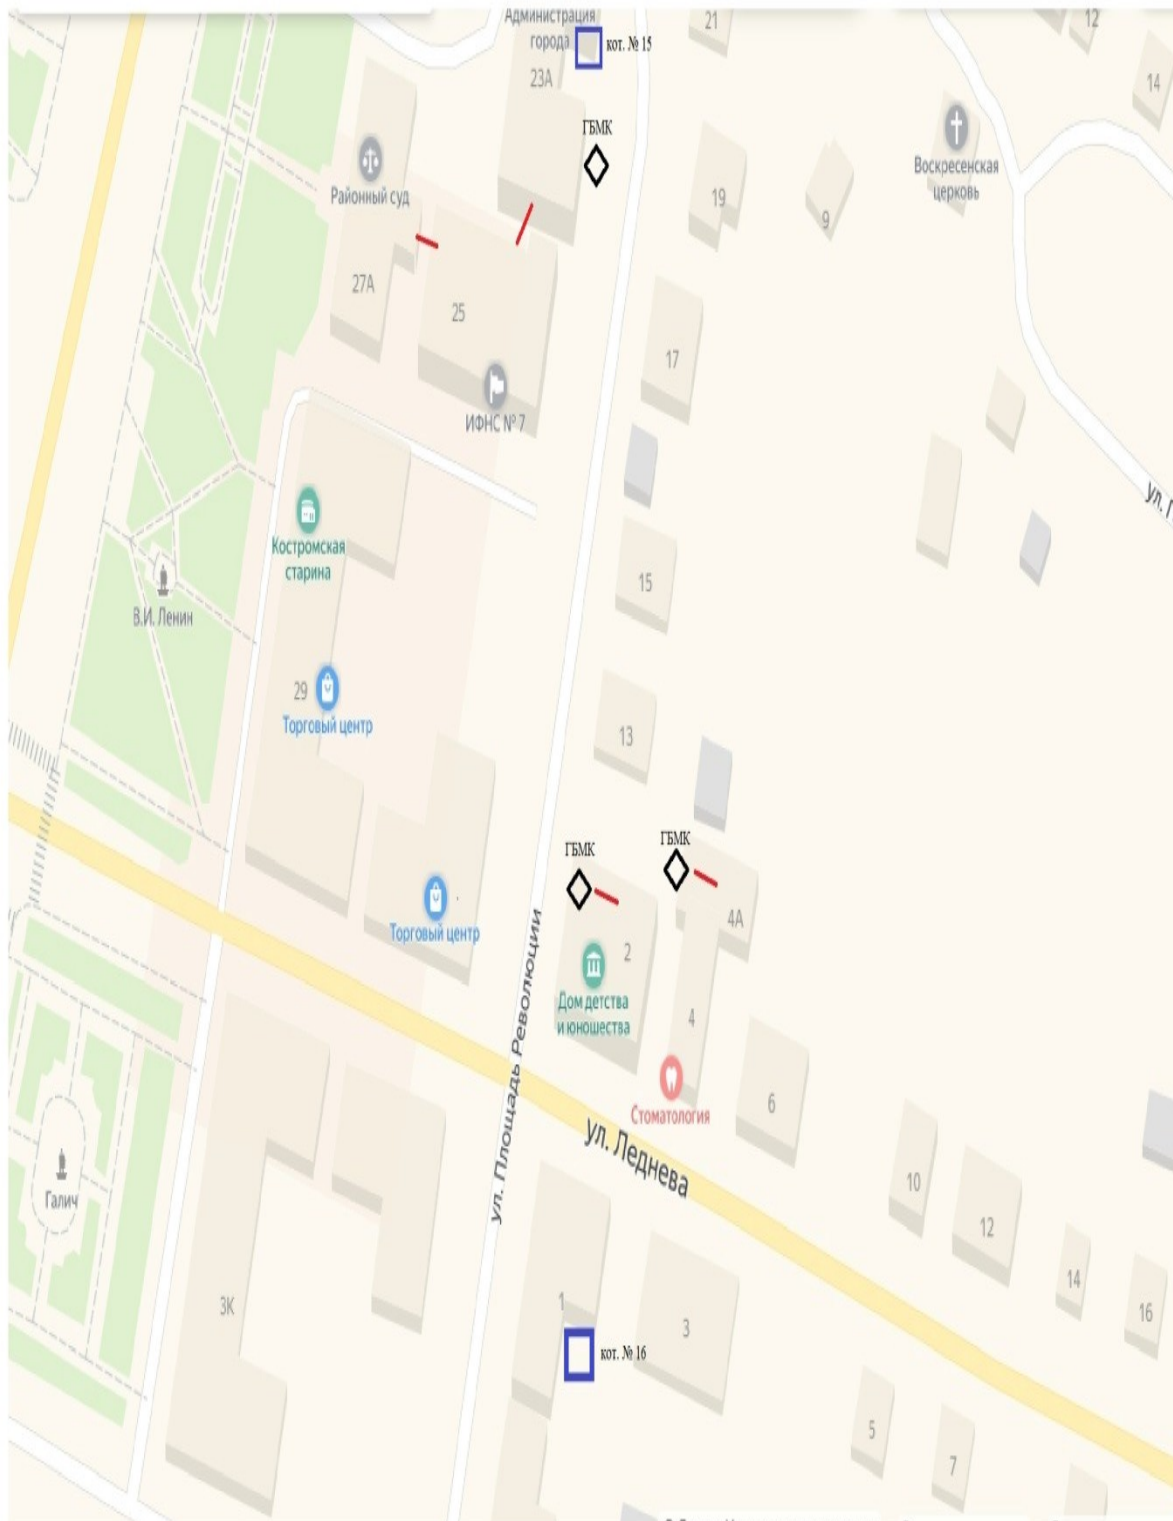 Администрация
города
21
12
кот. № 15
23А
14
ГБМК
Районный суд
Воскресенская
церковь
19
9
27А
25
17
ИФНС № 7
ул. Г
Костромская
старина
15
В.И. Ленин
29
Торговый центр
13
ГБМК
ГБМК
4А
Торговый центр
2
Дом детства
и юношества
4
ул. Площадь Революции
Стоматология
6
ул. Леднева
Галич
10
12
14
16
3К
1
3
кот. № 16
5
7